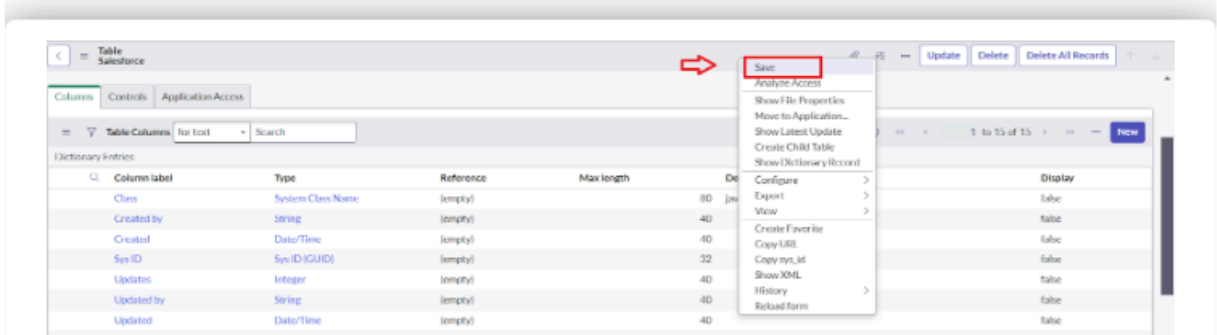 Table
Salesforce
Update Delete Delete All Records
Columns Controls Application Access
Table Columns for text Search
1 to 15 of 15 New
Dictionary Entries
Column label Type Reference Max length De Display
Class System Class Name (empty) 80 jav false
Created by String (empty) 40 false
Created Date/Time (empty) 40 false
Sys ID Sys ID (GUID) (empty) 32 false
Updates Integer (empty) 40 false
Updated by String (empty) 40 false
Updated Date/Time (empty) 40 false
Save
Analyze Access
Show File Properties
Move to Application...
Show Latest Update
Create Child Table
Show Dictionary Record
Configure
Export
View
Create Favorite
Copy URL
Copy sys_id
Show XML
History
Reload form